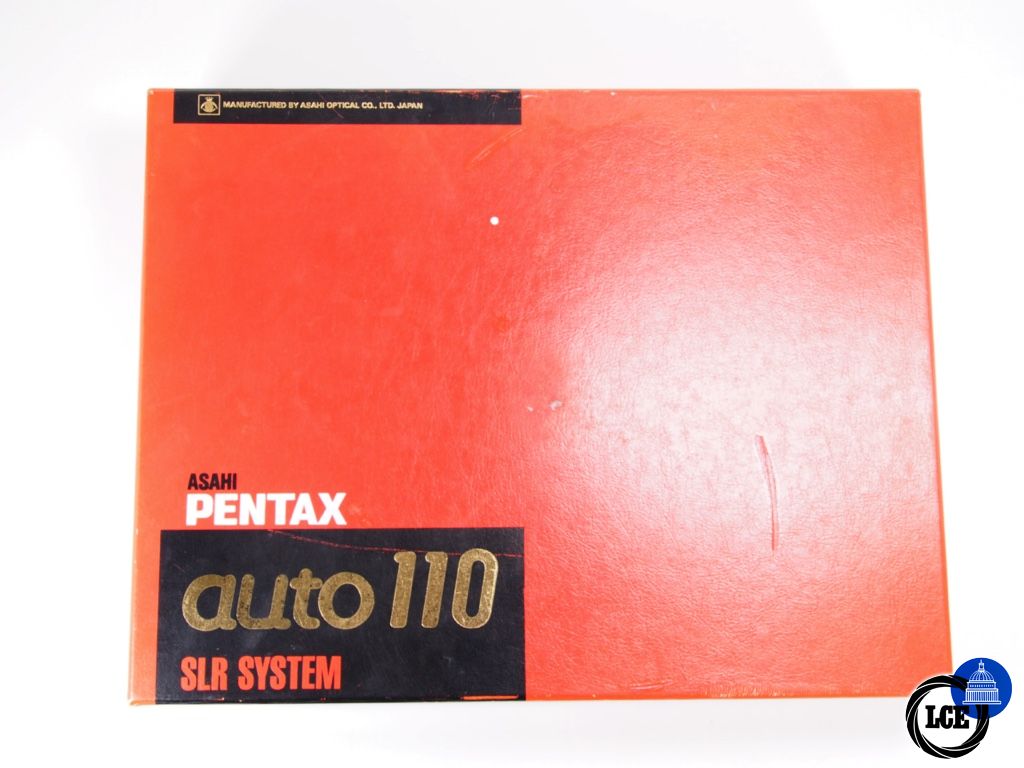 MANUFACTURED BY ASAHI OPTICAL CO., LTD. JAPAN
ASAHI
PENTAX
auto 110
SLR SYSTEM
LCE